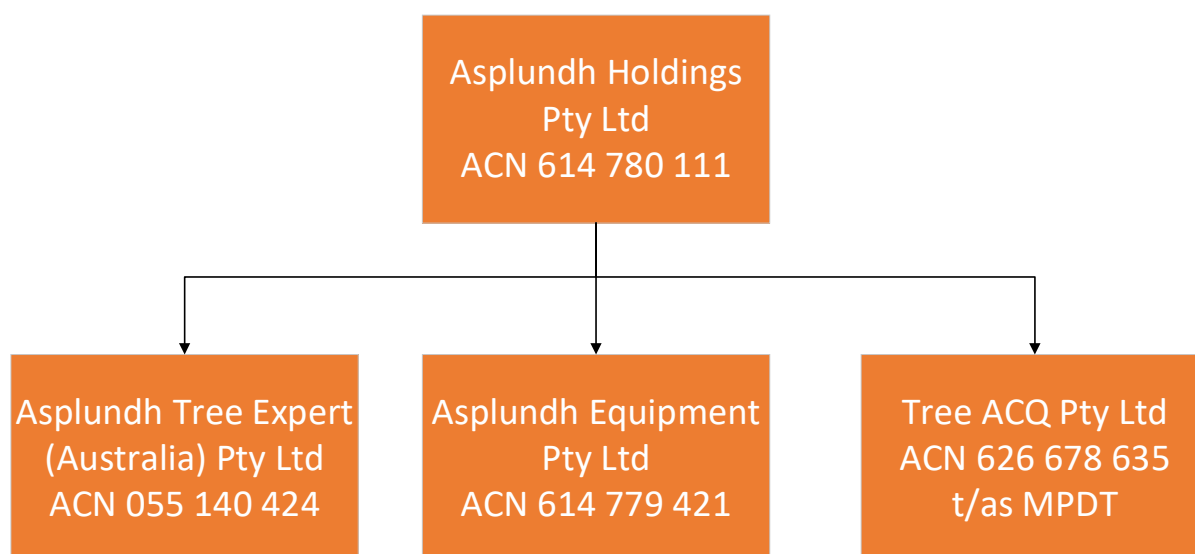 Asplundh Holdings
Pty Ltd
ACN 614 780 111
Asplundh Tree Expert
(Australia) Pty Ltd
ACN 055 140 424
Asplundh Equipment
Pty Ltd
ACN 614 779 421
Tree ACQ Pty Ltd
ACN 626 678 635
t/as MPDT